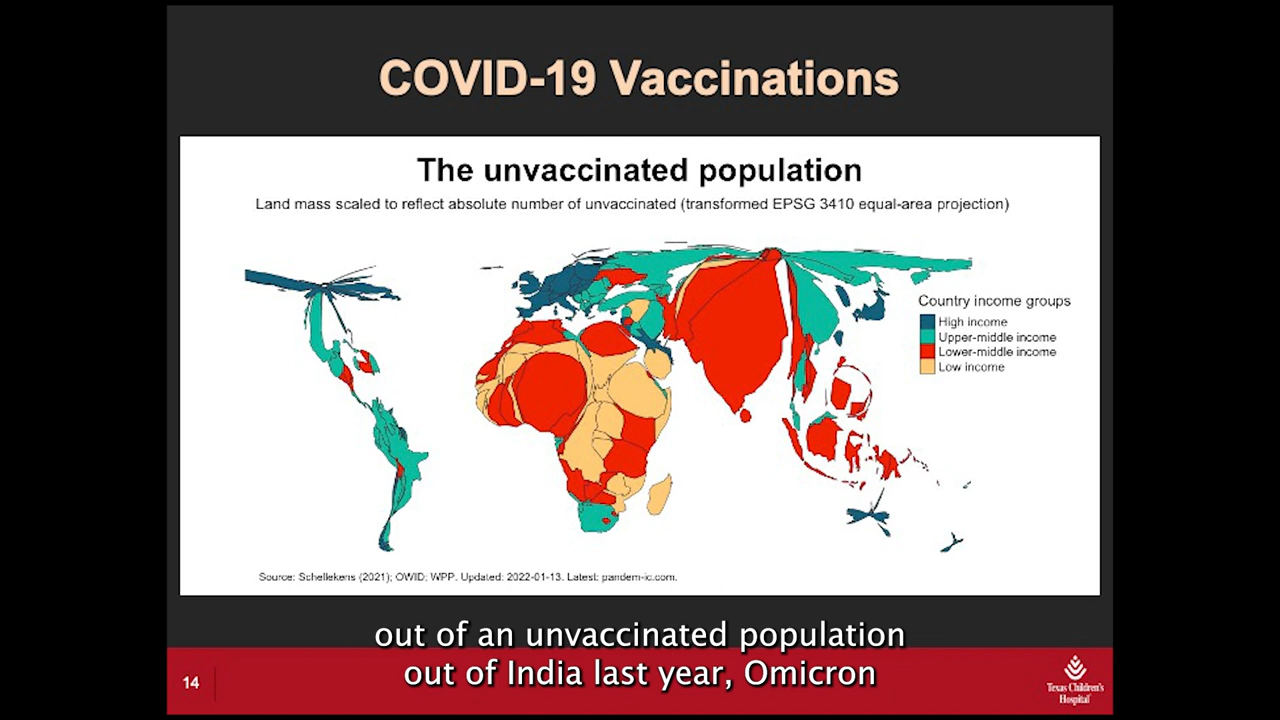 COVID-19 Vaccinations
The unvaccinated population
Land mass scaled to reflect absolute number of unvaccinated (transformed EPSG 3410 equal-area projection)
Country income groups
High income
Upper-middle income
Lower-middle income
Low income
Source: Schellekens (2021); OWID; WPP. Updated: 2022-01-13. Latest: pandem-ic.com.
out of an unvaccinated population
out of India last year, Omicron
14
Texas Children's
Hospital